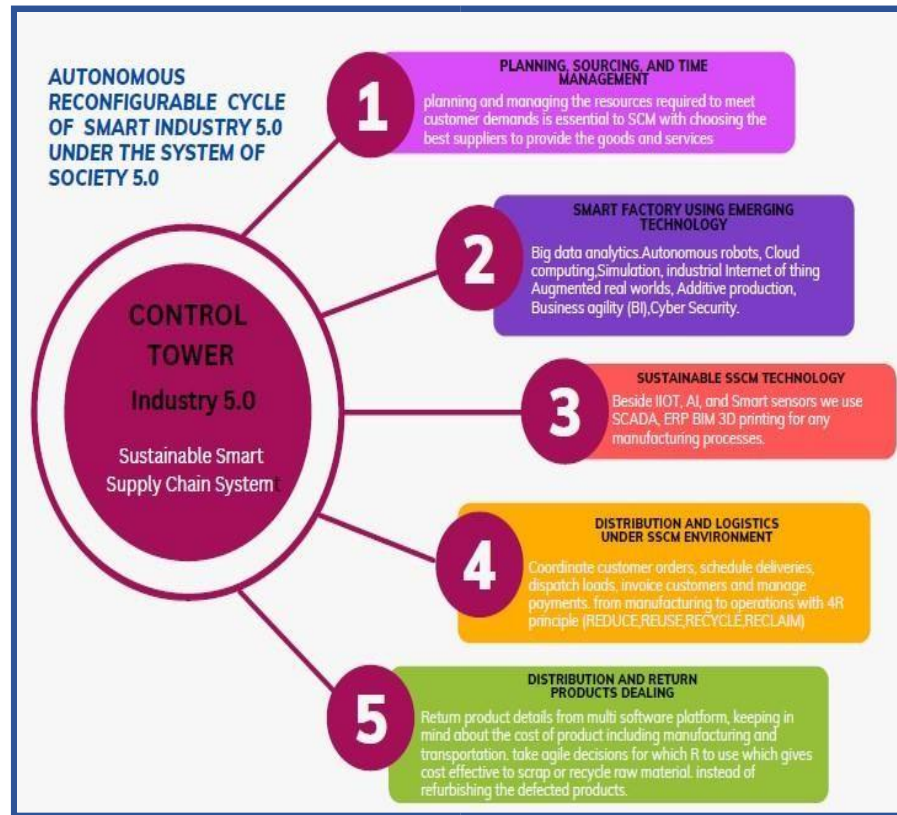 AUTONOMOUS
RECONFIGURABLE CYCLE
OF SMART INDUSTRY 5.0
UNDER THE SYSTEM OF
SOCIETY 5.0
CONTROL
TOWER
Industry 5.0
Sustainable Smart
Supply Chain Systemt
1
PLANNING, SOURCING, AND TIME
MANAGEMENT
planning and managing the resources required to meet
customer demands is essential to SCM with choosing the
best suppliers to provide the goods and services
2
SMART FACTORY USING EMERGING
TECHNOLOGY
Big data analytics.Autonomous robots, Cloud
computing,Simulation, industrial Internet of thing
Augmented real worlds, Additive production,
Business agility (BI),Cyber Security.
3
SUSTAINABLE SSCM TECHNOLOGY
Beside IIOT, AI, and Smart sensors we use
SCADA, ERP BIM 3D printing for any
manufacturing processes.
4
DISTRIBUTION AND LOGISTICS
UNDER SSCM ENVIRONMENT
Coordinate customer orders, schedule deliveries,
dispatch loads, invoice customers and manage
payments. from manufacturing to operations with 4R
principle (REDUCE,REUSE,RECYCLE,RECLAIM)
5
DISTRIBUTION AND RETURN
PRODUCTS DEALING
Return product details from multi software platform, keeping in
mind about the cost of product including manufacturing and
transportation. take agile decisions for which R to use which gives
cost effective to scrap or recycle raw material. instead of
refurbishing the defected products.